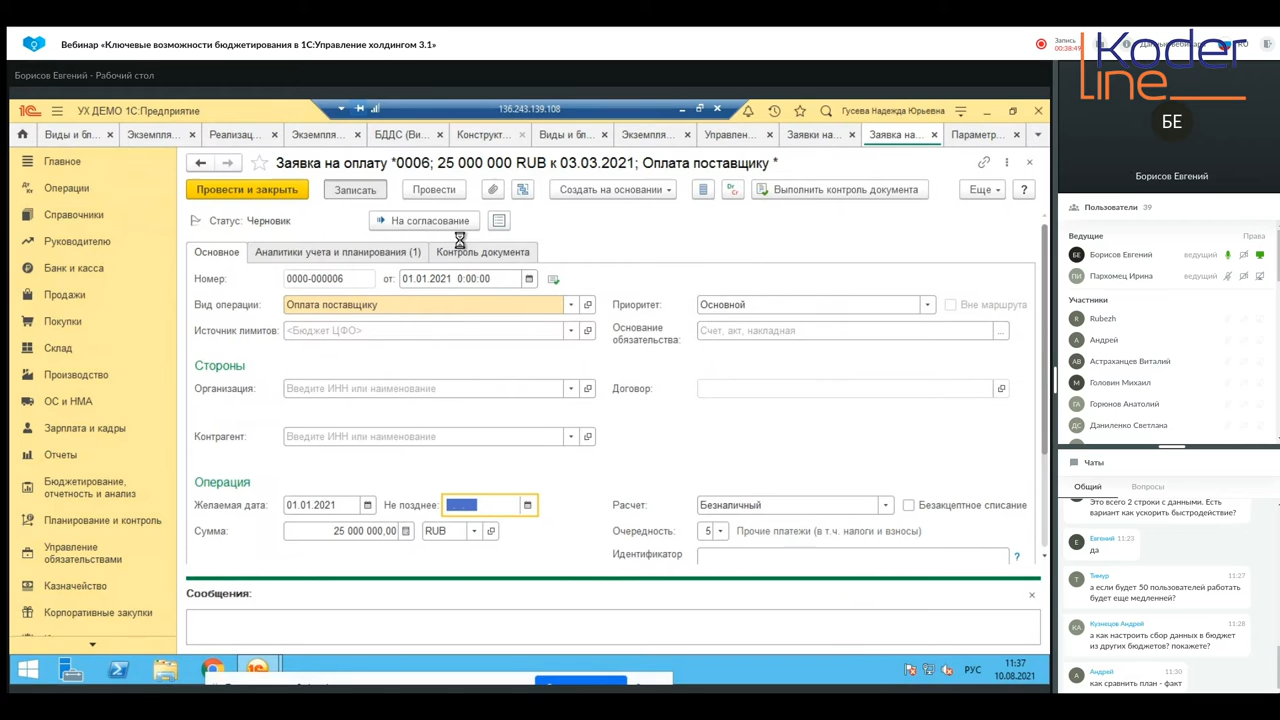 Вебинар «Ключевые возможности бюджетирования в 1С:Управление холдингом 3.1»
Запись
00:38:49
RU
Koder
line
Борисов Евгений - Рабочий стол
УХ ДЕМО 1С:Предприятие
136.243.139.108
Гусева Надежда Юрьевна
Виды и бл...
Экземпля...
Реализац...
Экземпля...
БДДС (Ви...
Конструкт...
Виды и бл...
Экземпля...
Управлен...
Заявки на...
Заявка на...
Параметр...
Главное
Операции
Справочники
Руководителю
Банк и касса
Продажи
Покупки
Склад
Производство
ОС и НМА
Зарплата и кадры
Отчеты
Бюджетирование,
отчетность и анализ
Планирование и контроль
Управление
обязательствами
Казначейство
Корпоративные закупки
Заявка на оплату *0006; 25 000 000 RUB к 03.03.2021; Оплата поставщику *
Провести и закрыть
Записать
Провести
Создать на основании
Выполнить контроль документа
Еще
?
Статус: Черновик
На согласование
Основное
Аналитики учета и планирования (1)
Контроль документа
Номер: 0000-000006 от: 01.01.2021 0:00:00
Вид операции: Оплата поставщику
Приоритет: Основной
Вне маршрута
Источник лимитов: <Бюджет ЦФО>
Основание
обязательства: Счет, акт, накладная
Стороны
Организация: Введите ИНН или наименование
Договор:
Контрагент: Введите ИНН или наименование
Операция
Желаемая дата: 01.01.2021 Не позднее: . .
Расчет: Безналичный
Безакцептное списание
Сумма: 25 000 000,00 RUB
Очередность: 5 Прочие платежи (в т.ч. налоги и взносы)
Идентификатор
?
Сообщения:
РУС
11:37
10.08.2021
БЕ
Борисов Евгений
Пользователи 39
Ведущие
Права
БЕ Борисов Евгений ведущий
ПИ Пархомец Ирина ведущий
Участники
R Rubezh
А Андрей
АВ Астраханцев Виталий
ГМ Головин Михаил
ГА Горюнов Анатолий
ДС Даниленко Светлана
Чаты
Общий
Вопросы
Это всего 2 строки с данными. Есть
вариант как ускорить быстродействие?
Е
Евгений 11:23
да
Т
Тимур 11:27
а если будет 50 пользователей работать
будет еще медленней?
КА
Кузнецов Андрей 11:28
а как настроить сбор данных в бюджет
из других бюджетов? покажете?
А
Андрей 11:30
как сравнить план - факт